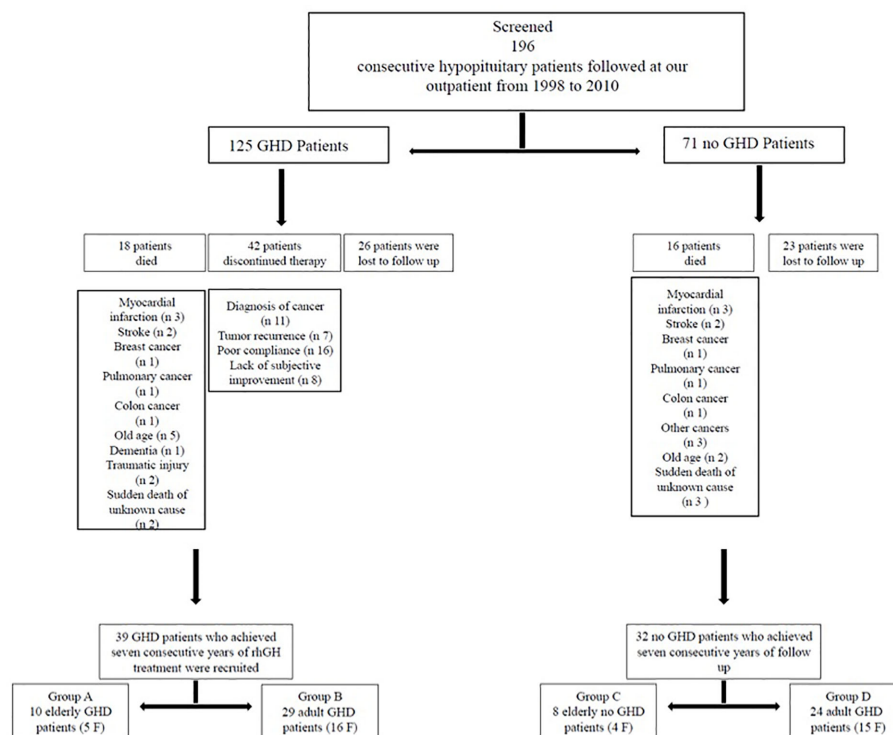 Screened
196
consecutive hypopituitary patients followed at our
outpatient from 1998 to 2010
125 GHD Patients
71 no GHD Patients
18 patients
died
42 patients
discontinued therapy
26 patients were
lost to follow up
16 patients
died
23 patients were
lost to follow up
Myocardial
infarction (n 3)
Stroke (n 2)
Breast cancer
(n 1)
Pulmonary cancer
(n 1)
Colon cancer
(n 1)
Old age (n 5)
Dementia (n 1)
Traumatic injury
(n 2)
Sudden death of
unknown cause
(n 2)
Diagnosis of cancer
(n 11)
Tumor recurrence (n 7)
Poor compliance (n 16)
Lack of subjective
improvement (n 8)
Myocardial
infarction (n 3)
Stroke (n 2)
Breast cancer
(n 1)
Pulmonary cancer
(n 1)
Colon cancer
(n 1)
Other cancers
(n 3)
Old age (n 2)
Sudden death of
unknown cause
(n 3 )
39 GHD patients who achieved
seven consecutive years of rhGH
treatment were recruited
32 no GHD patients who achieved
seven consecutive years of follow
up
Group A
10 elderly GHD
patients (5 F)
Group B
29 adult GHD
patients (16 F)
Group C
8 elderly no GHD
patients (4 F)
Group D
24 adult GHD
patients (15 F)